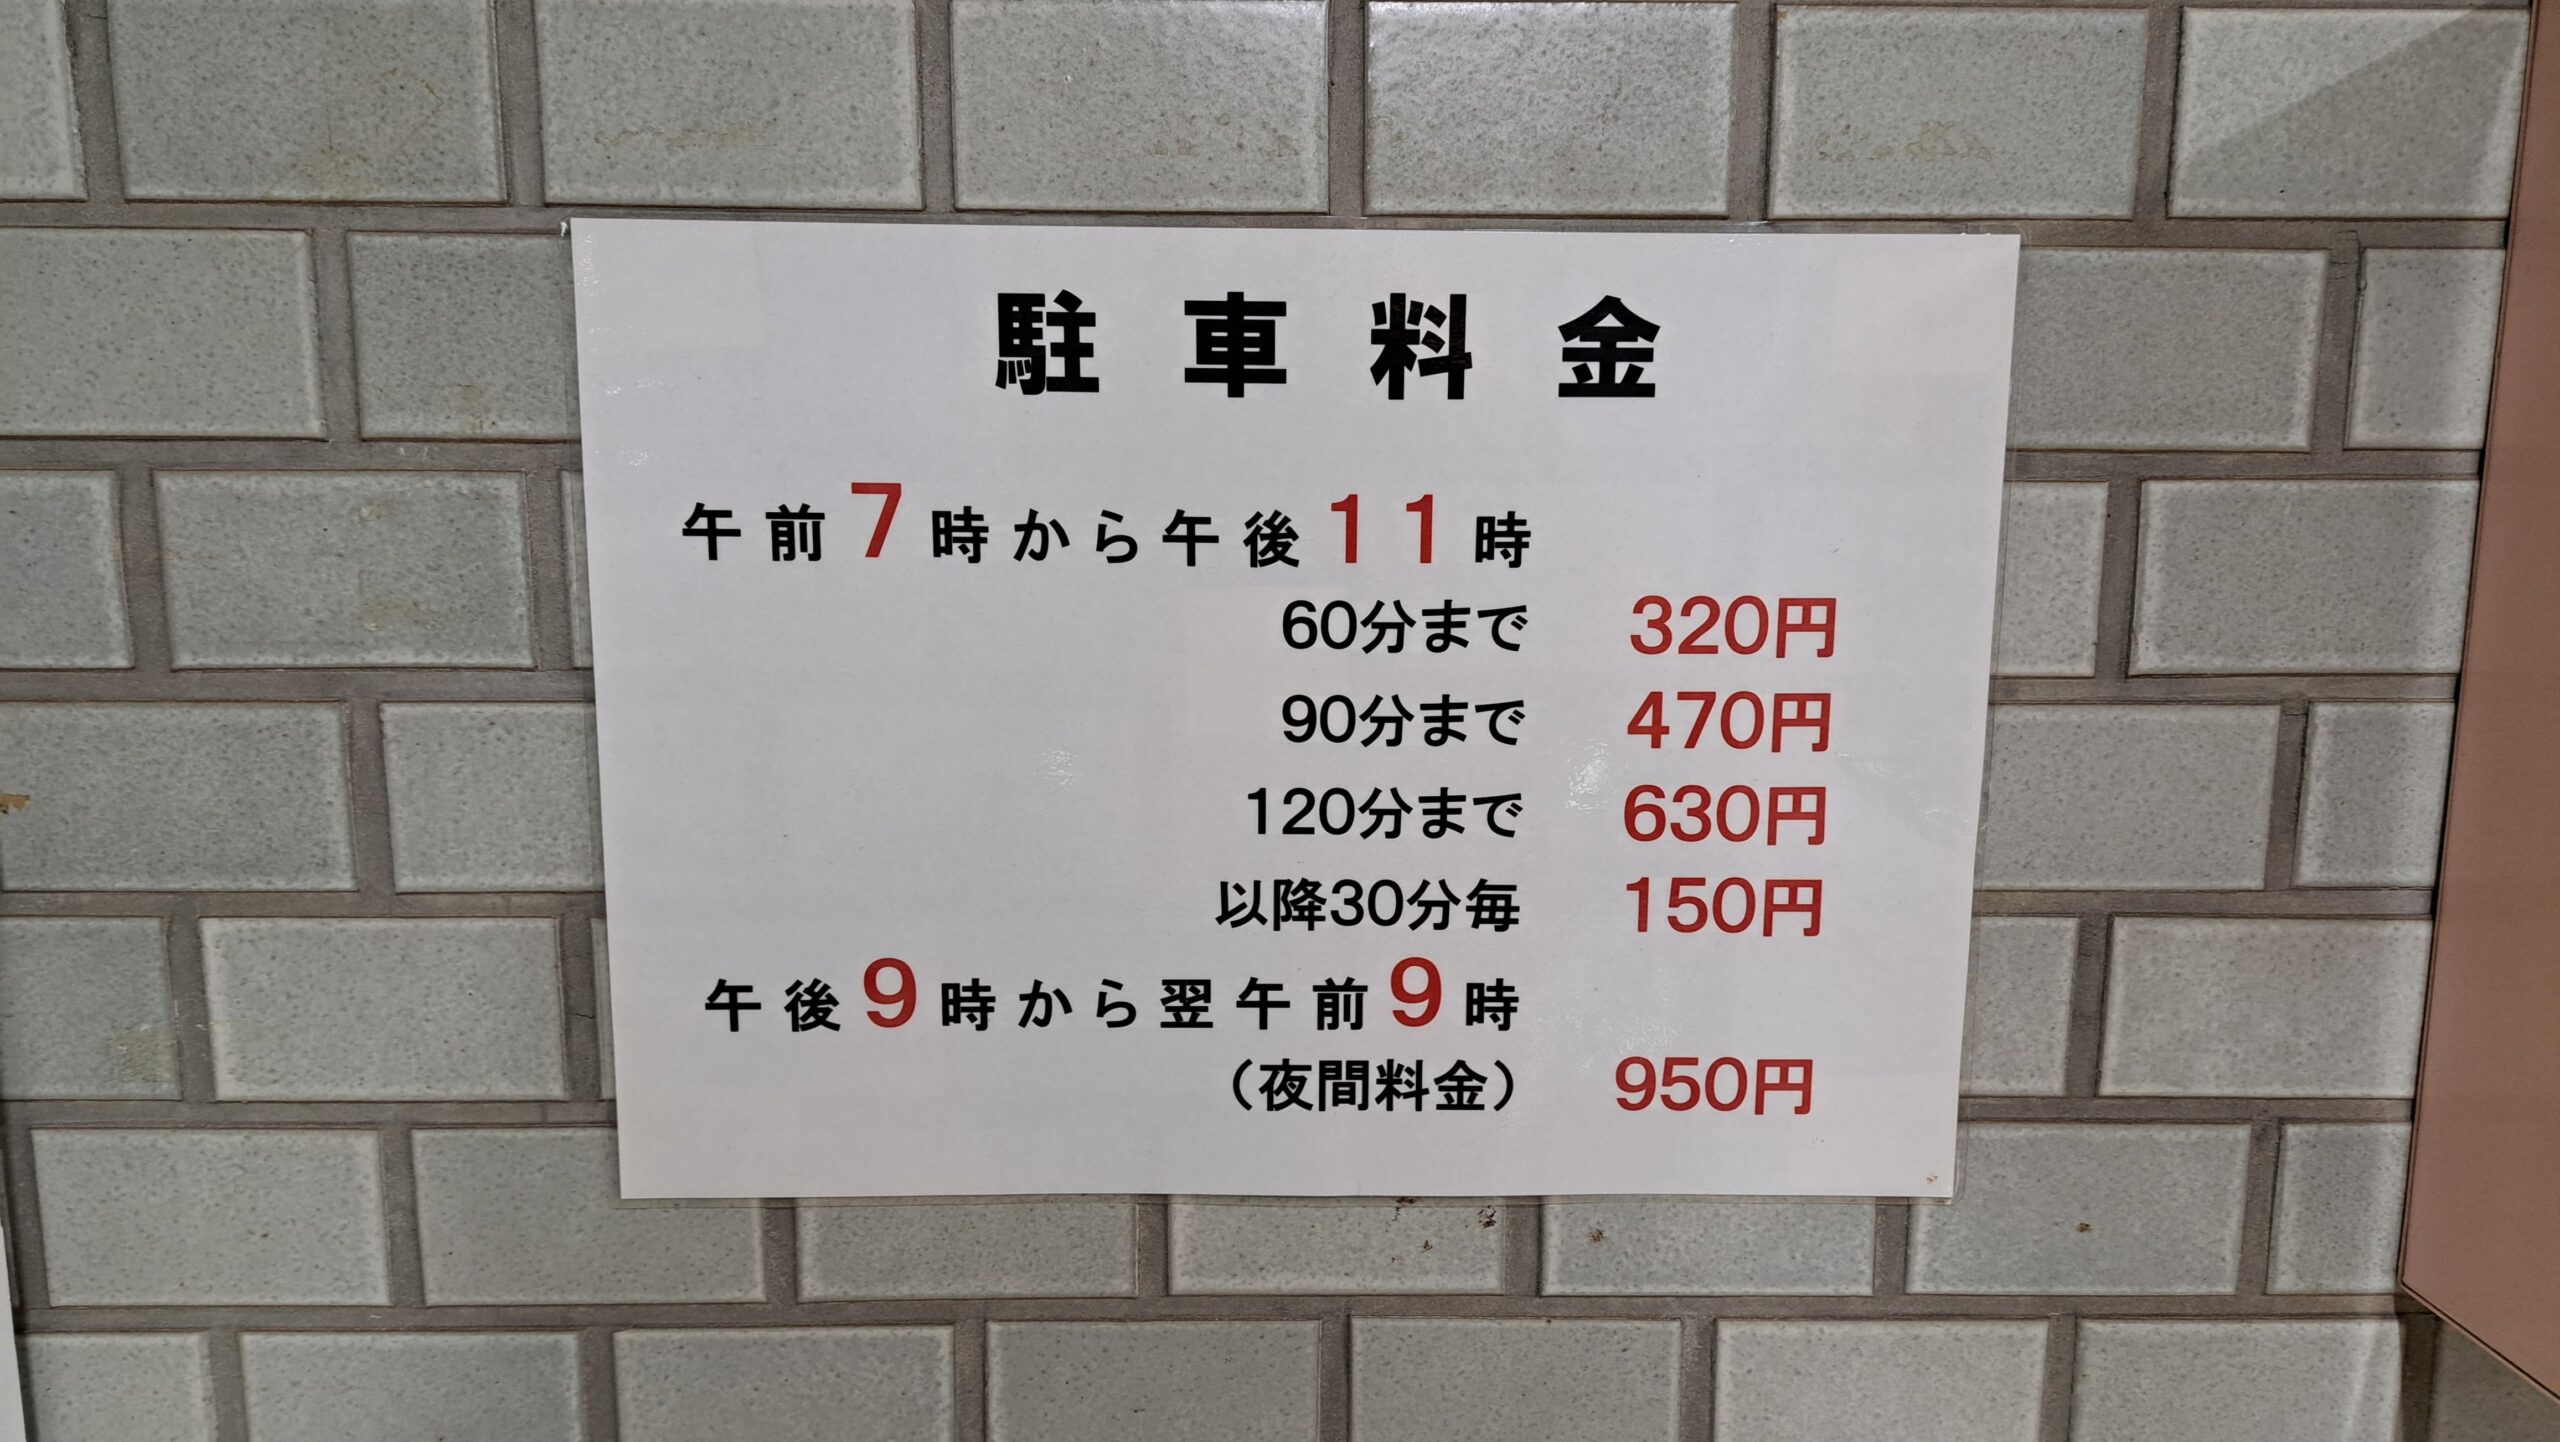 駐車料金
午前7時から午後11時
60分まで 320円
90分まで 470円
120分まで 630円
以降30分毎 150円
午後9時から翌午前9時
(夜間料金) 950円